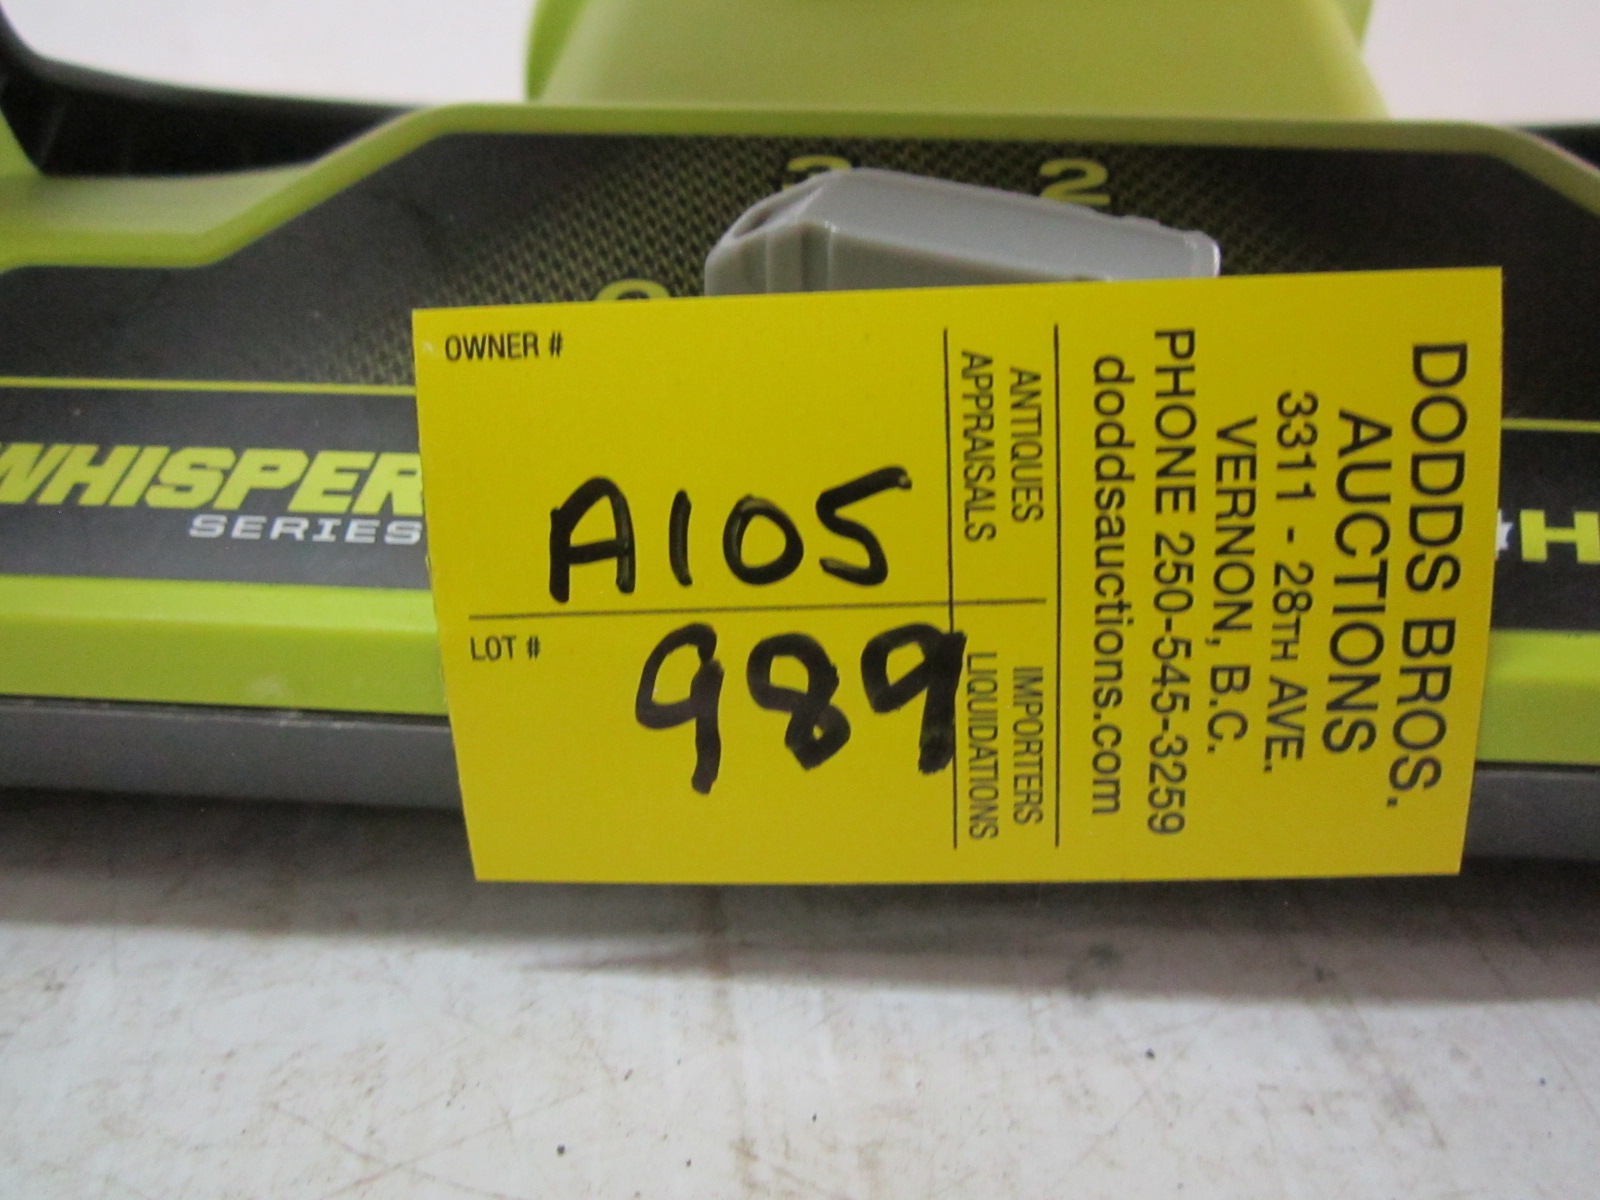 3 2
WHISPER
SERIES
H
OWNER #
A105
LOT #
989
ANTIQUES
APPRAISALS
IMPORTERS
LIQUIDATIONS
DODDS BROS.
AUCTIONS
3311 - 28TH AVE.
VERNON, B.C.
PHONE 250-545-3259
doddsauctions.com